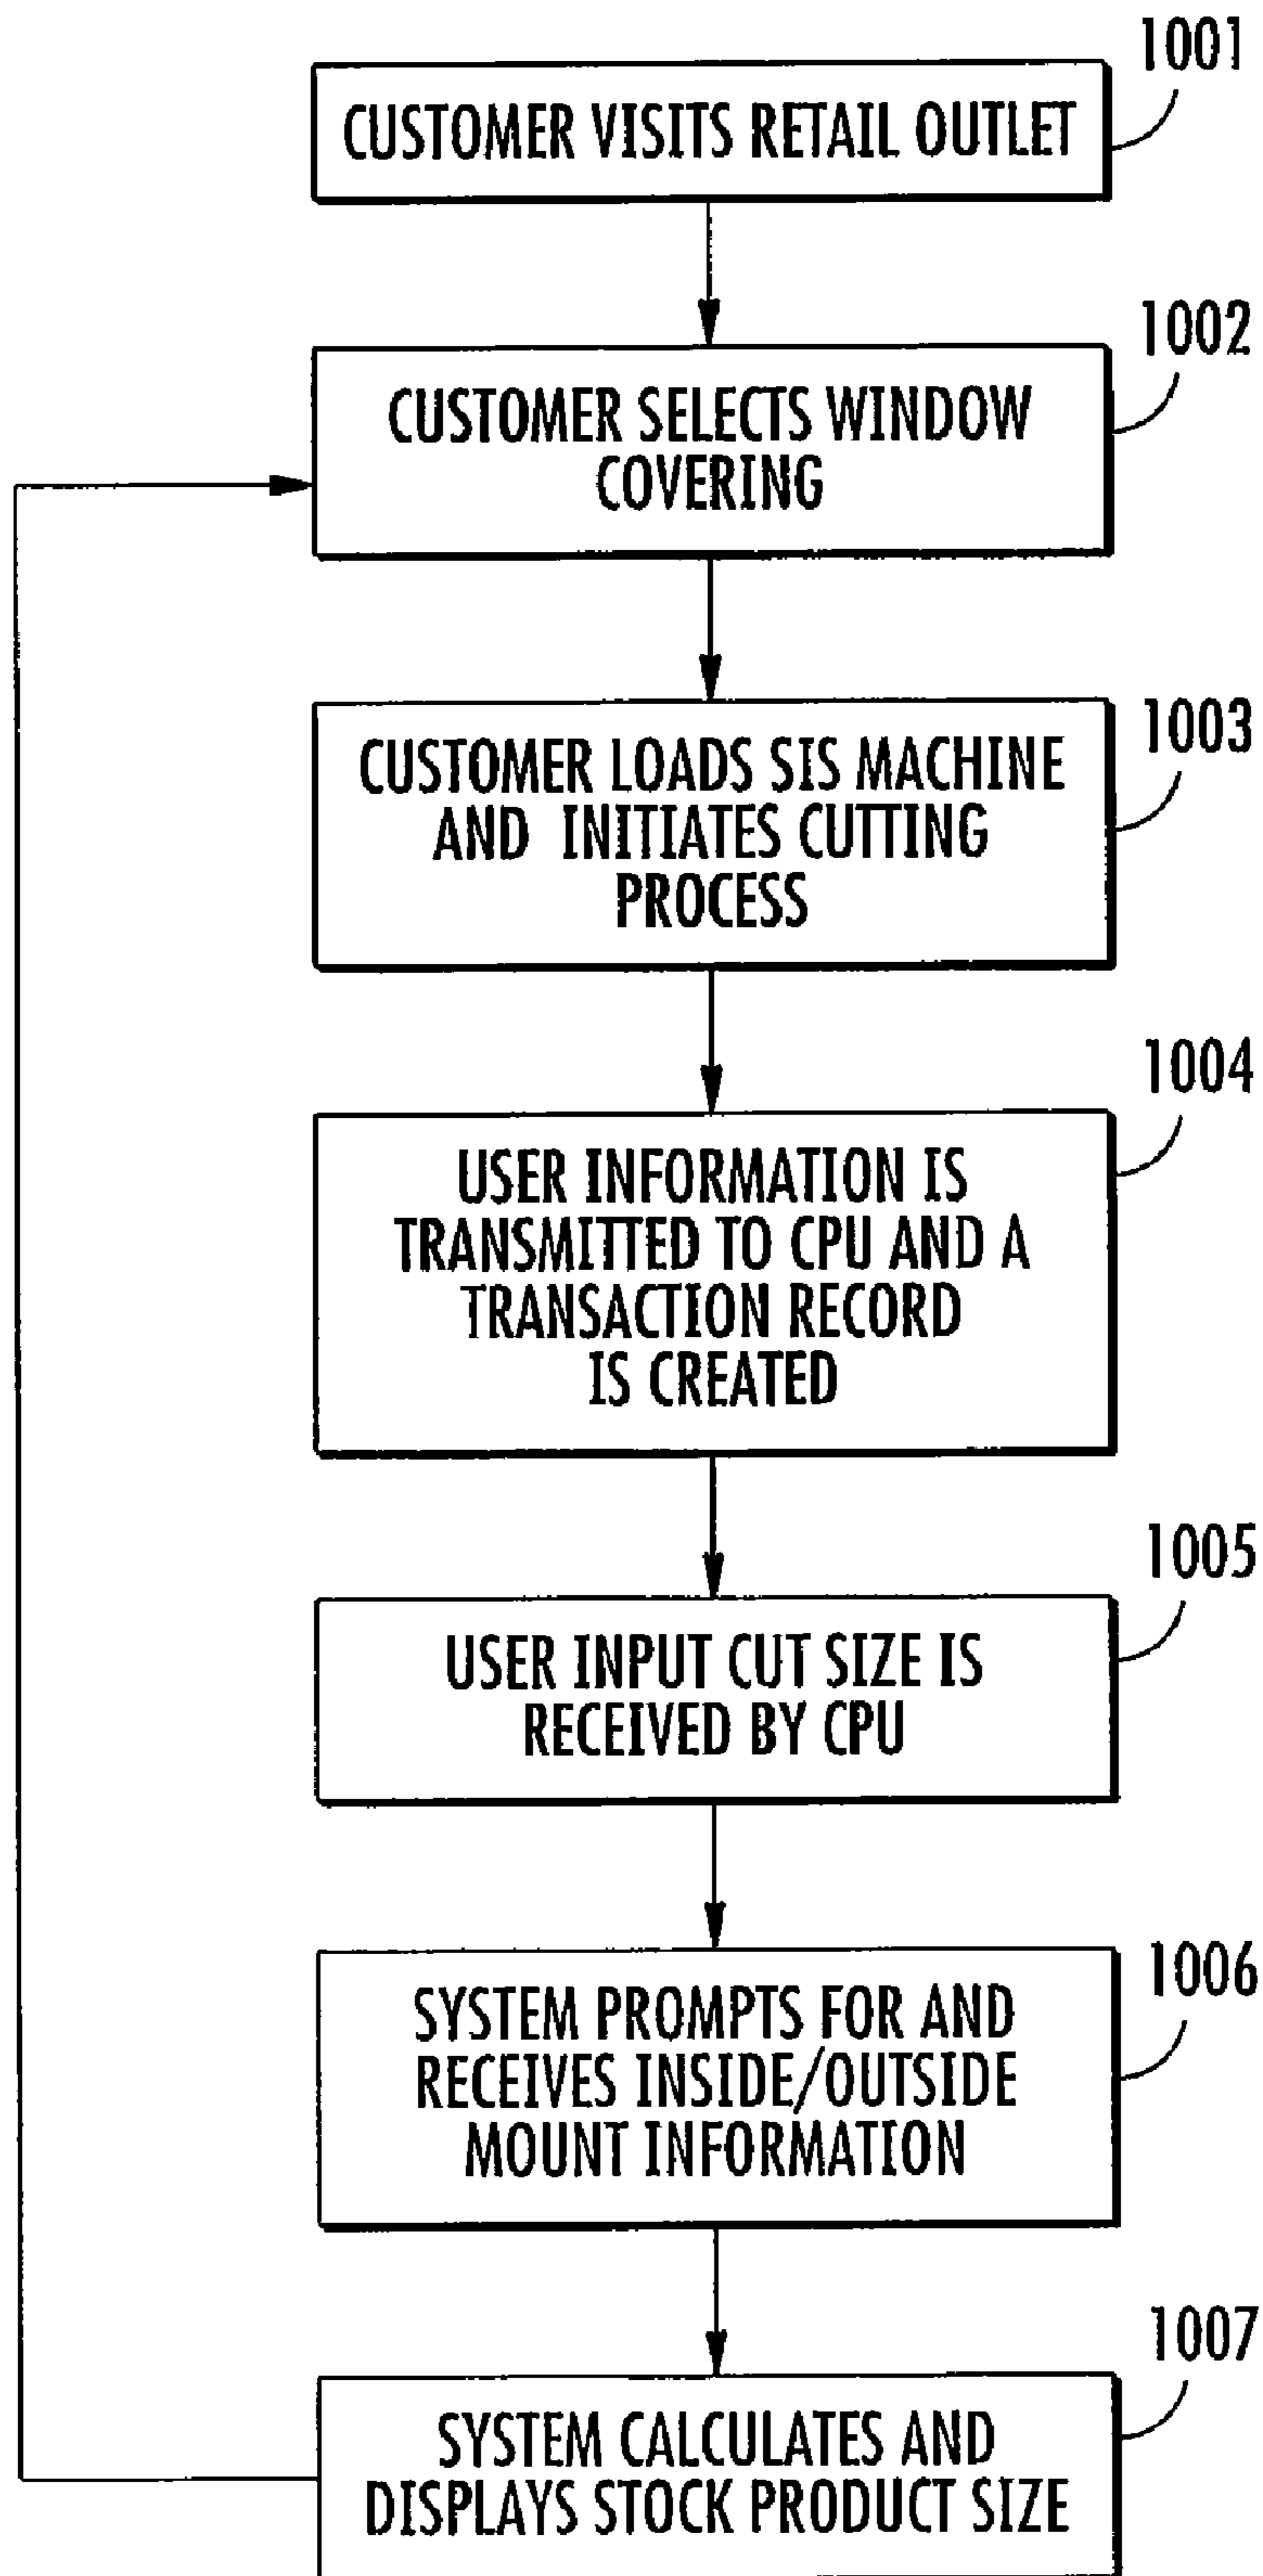 1001
CUSTOMER VISITS RETAIL OUTLET
1002
CUSTOMER SELECTS WINDOW
COVERING
1003
CUSTOMER LOADS SIS MACHINE
AND INITIATES CUTTING
PROCESS
1004
USER INFORMATION IS
TRANSMITTED TO CPU AND A
TRANSACTION RECORD
IS CREATED
1005
USER INPUT CUT SIZE IS
RECEIVED BY CPU
1006
SYSTEM PROMPTS FOR AND
RECEIVES INSIDE/OUTSIDE
MOUNT INFORMATION
1007
SYSTEM CALCULATES AND
DISPLAYS STOCK PRODUCT SIZE